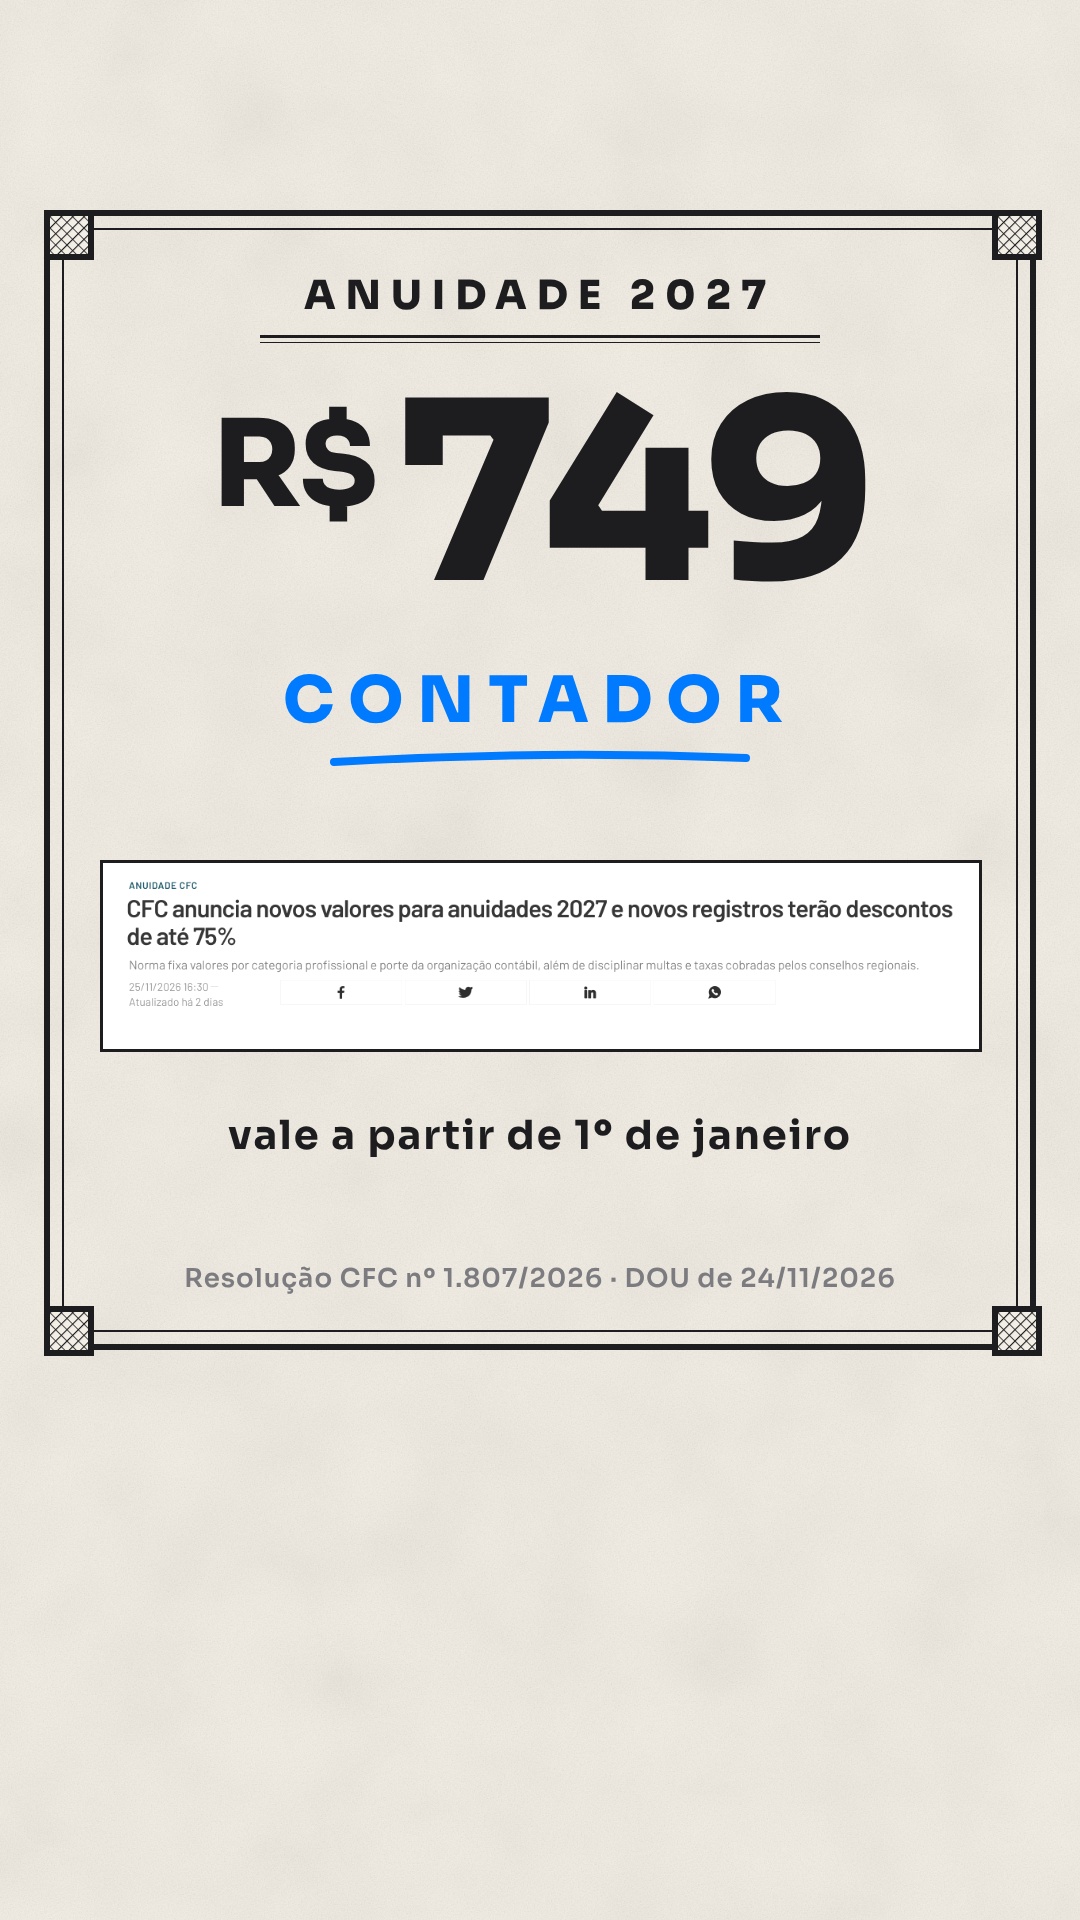 ANUIDADE 2027
R$ 749
CONTADOR
ANUIDADE CFC
CFC anuncia novos valores para anuidades 2027 e novos registros terão descontos
de até 75%
Norma fixa valores por categoria profissional e porte da organização contábil, além de disciplinar multas e taxas cobradas pelos conselhos regionais.
25/11/2026 16:30 —
Atualizado há 2 dias
vale a partir de 1º de janeiro
Resolução CFC nº 1.807/2026 · DOU de 24/11/2026